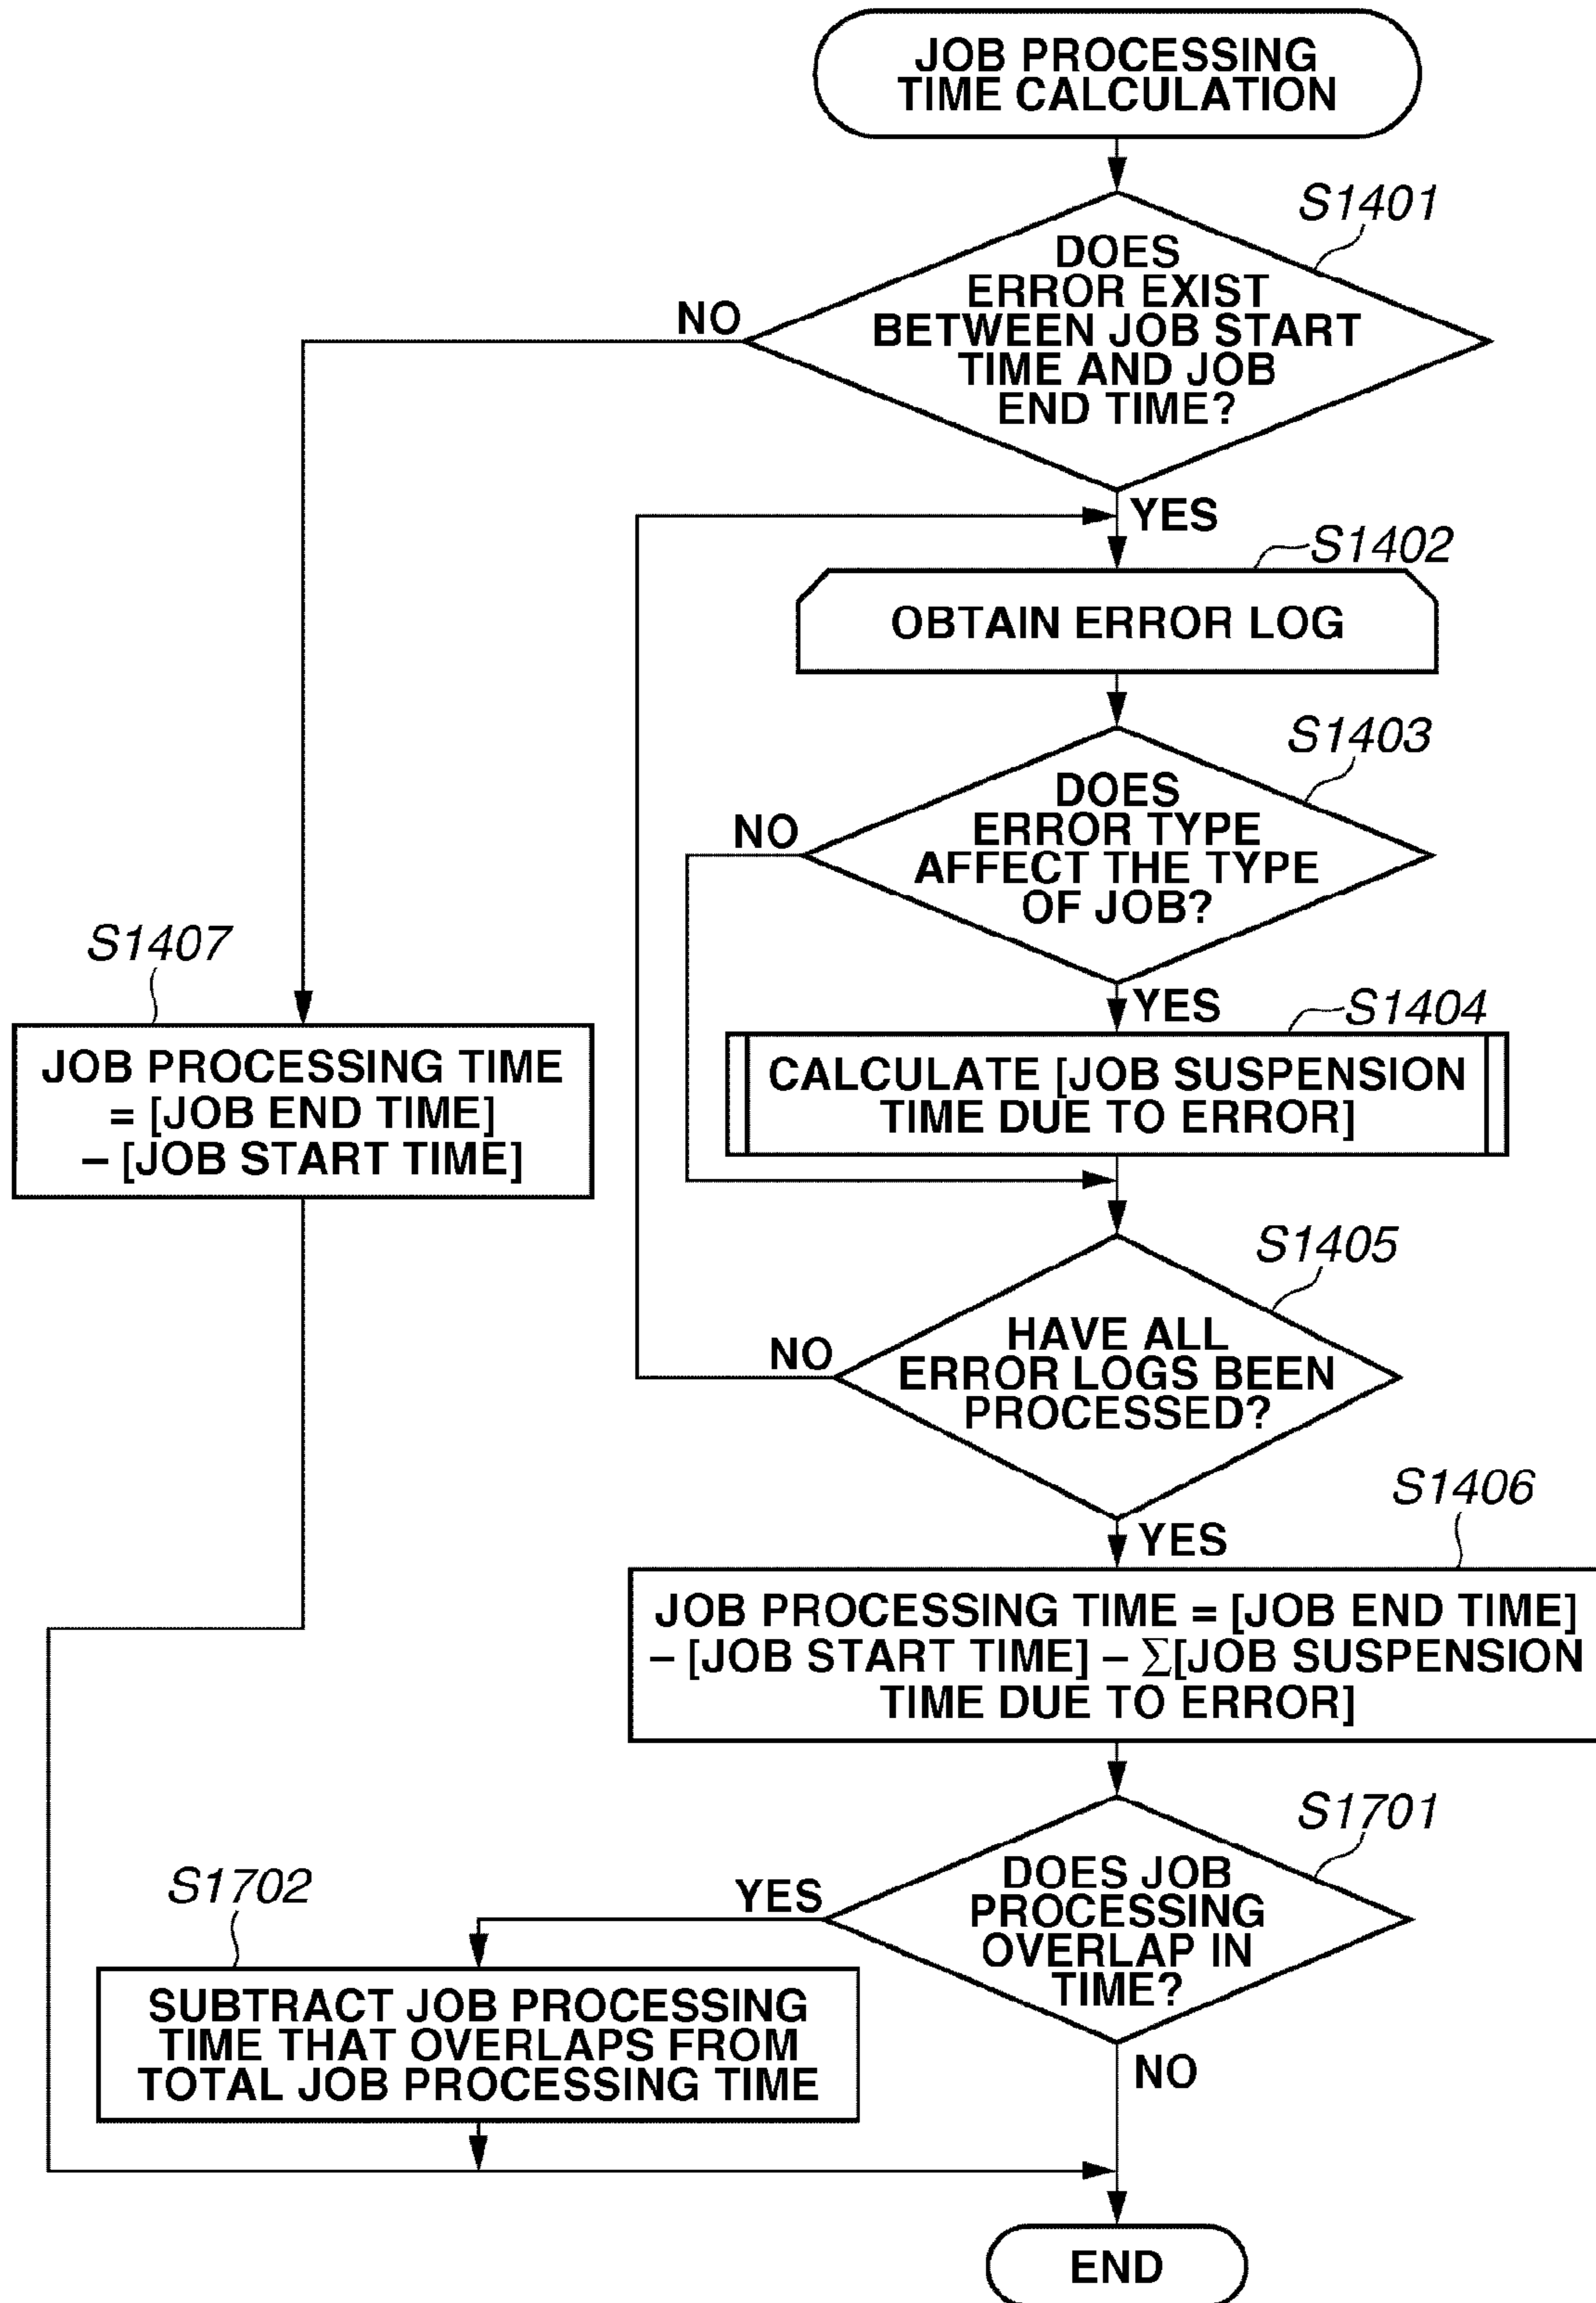 JOB PROCESSING
TIME CALCULATION
S1401
DOES
ERROR EXIST
BETWEEN JOB START
TIME AND JOB
END TIME?
NO
YES
S1402
OBTAIN ERROR LOG
S1403
DOES
ERROR TYPE
AFFECT THE TYPE
OF JOB?
NO
YES
S1404
CALCULATE [JOB SUSPENSION
TIME DUE TO ERROR]
S1407
JOB PROCESSING TIME
= [JOB END TIME]
– [JOB START TIME]
S1405
HAVE ALL
ERROR LOGS BEEN
PROCESSED?
NO
YES
S1406
JOB PROCESSING TIME = [JOB END TIME]
– [JOB START TIME] – Σ[JOB SUSPENSION
TIME DUE TO ERROR]
S1701
DOES JOB
PROCESSING
OVERLAP IN
TIME?
YES
NO
S1702
SUBTRACT JOB PROCESSING
TIME THAT OVERLAPS FROM
TOTAL JOB PROCESSING TIME
END